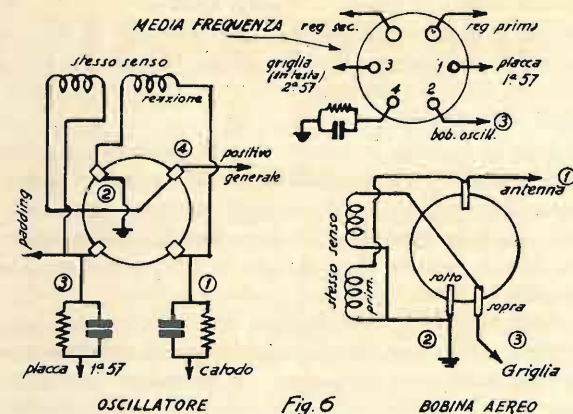 MEDIA FREQUENZA
reg sec.
reg prima
griglia
(in testa)
2ª 57
3
1
placca
1ª 57
4
2
bob. oscill.
3
stesso senso
reazione
4
positivo
generale
2
padding
3
1
placca 1ª 57
catodo
OSCILLATORE
Fig. 6
1
antenna
stesso senso
prim.
sotto
sopra
2
3
Griglia
BOBINA AEREO